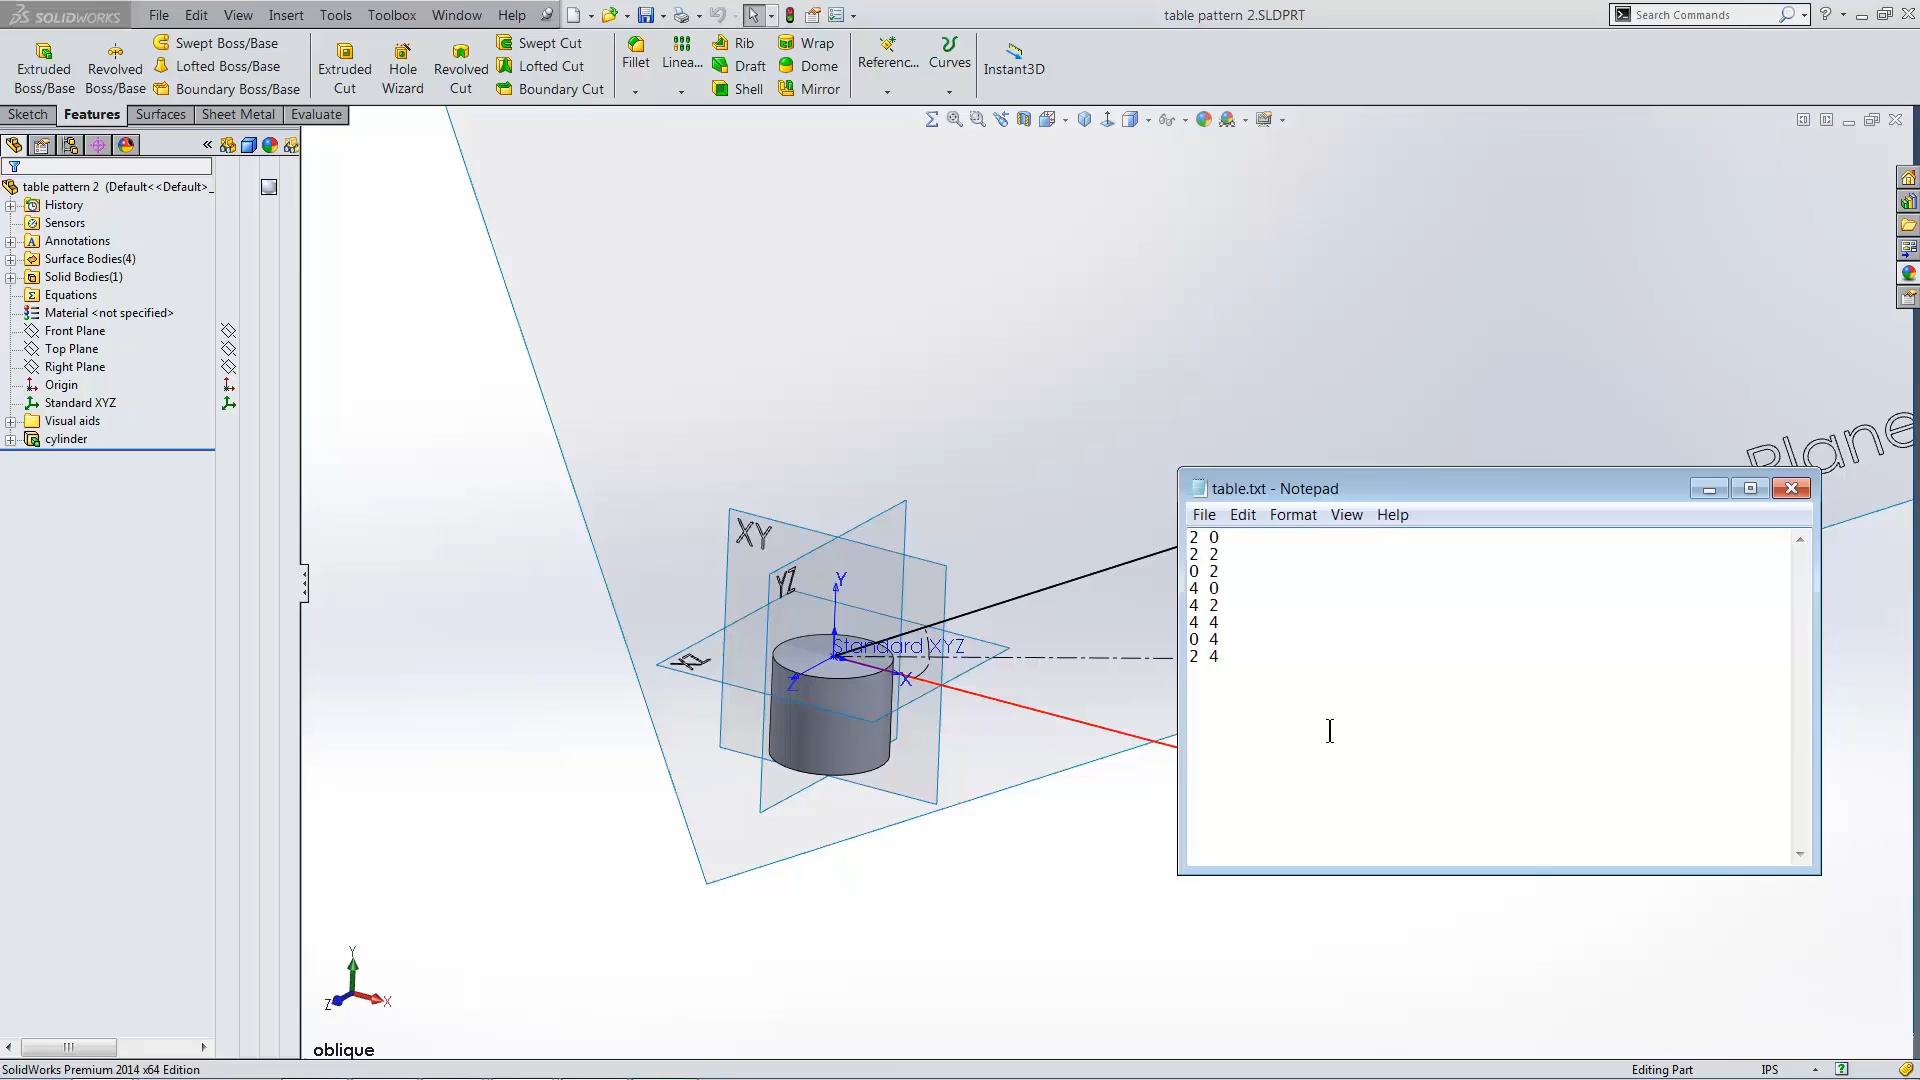 SOLIDWORKS File Edit View Insert Tools Toolbox Window Help table pattern 2.SLDPRT Search Commands
Extruded Boss/Base
Revolved Boss/Base
Swept Boss/Base
Lofted Boss/Base
Boundary Boss/Base
Extruded Cut
Hole Wizard
Revolved Cut
Swept Cut
Lofted Cut
Boundary Cut
Fillet
Linea...
Rib
Draft
Shell
Wrap
Dome
Mirror
Referenc...
Curves
Instant3D
Sketch Features Surfaces Sheet Metal Evaluate
table pattern 2 (Default<<Default>_
History
Sensors
Annotations
Surface Bodies(4)
Solid Bodies(1)
Equations
Material <not specified>
Front Plane
Top Plane
Right Plane
Origin
Standard XYZ
Visual aids
cylinder
Plane
XY
YZ
Y
Standard XYZ
X
Z
table.txt - Notepad
File Edit Format View Help
2 0
2 2
0 2
4 0
4 2
4 4
0 4
2 4
Y
Z
X
oblique
SolidWorks Premium 2014 x64 Edition Editing Part IPS